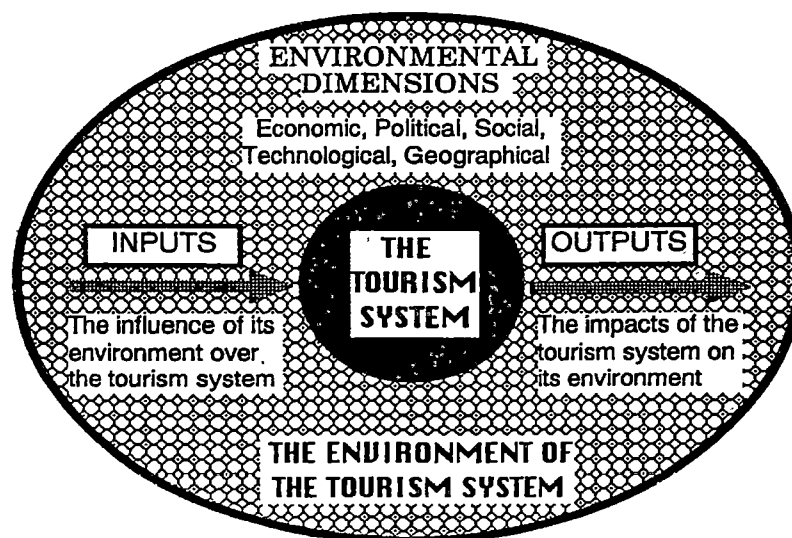 ENVIRONMENTAL
DIMENSIONS
Economic, Political, Social,
Technological, Geographical
INPUTS
The influence of its
environment over
the tourism system
THE
TOURISM
SYSTEM
OUTPUTS
The impacts of the
tourism system on
its environment
THE ENVIRONMENT OF
THE TOURISM SYSTEM